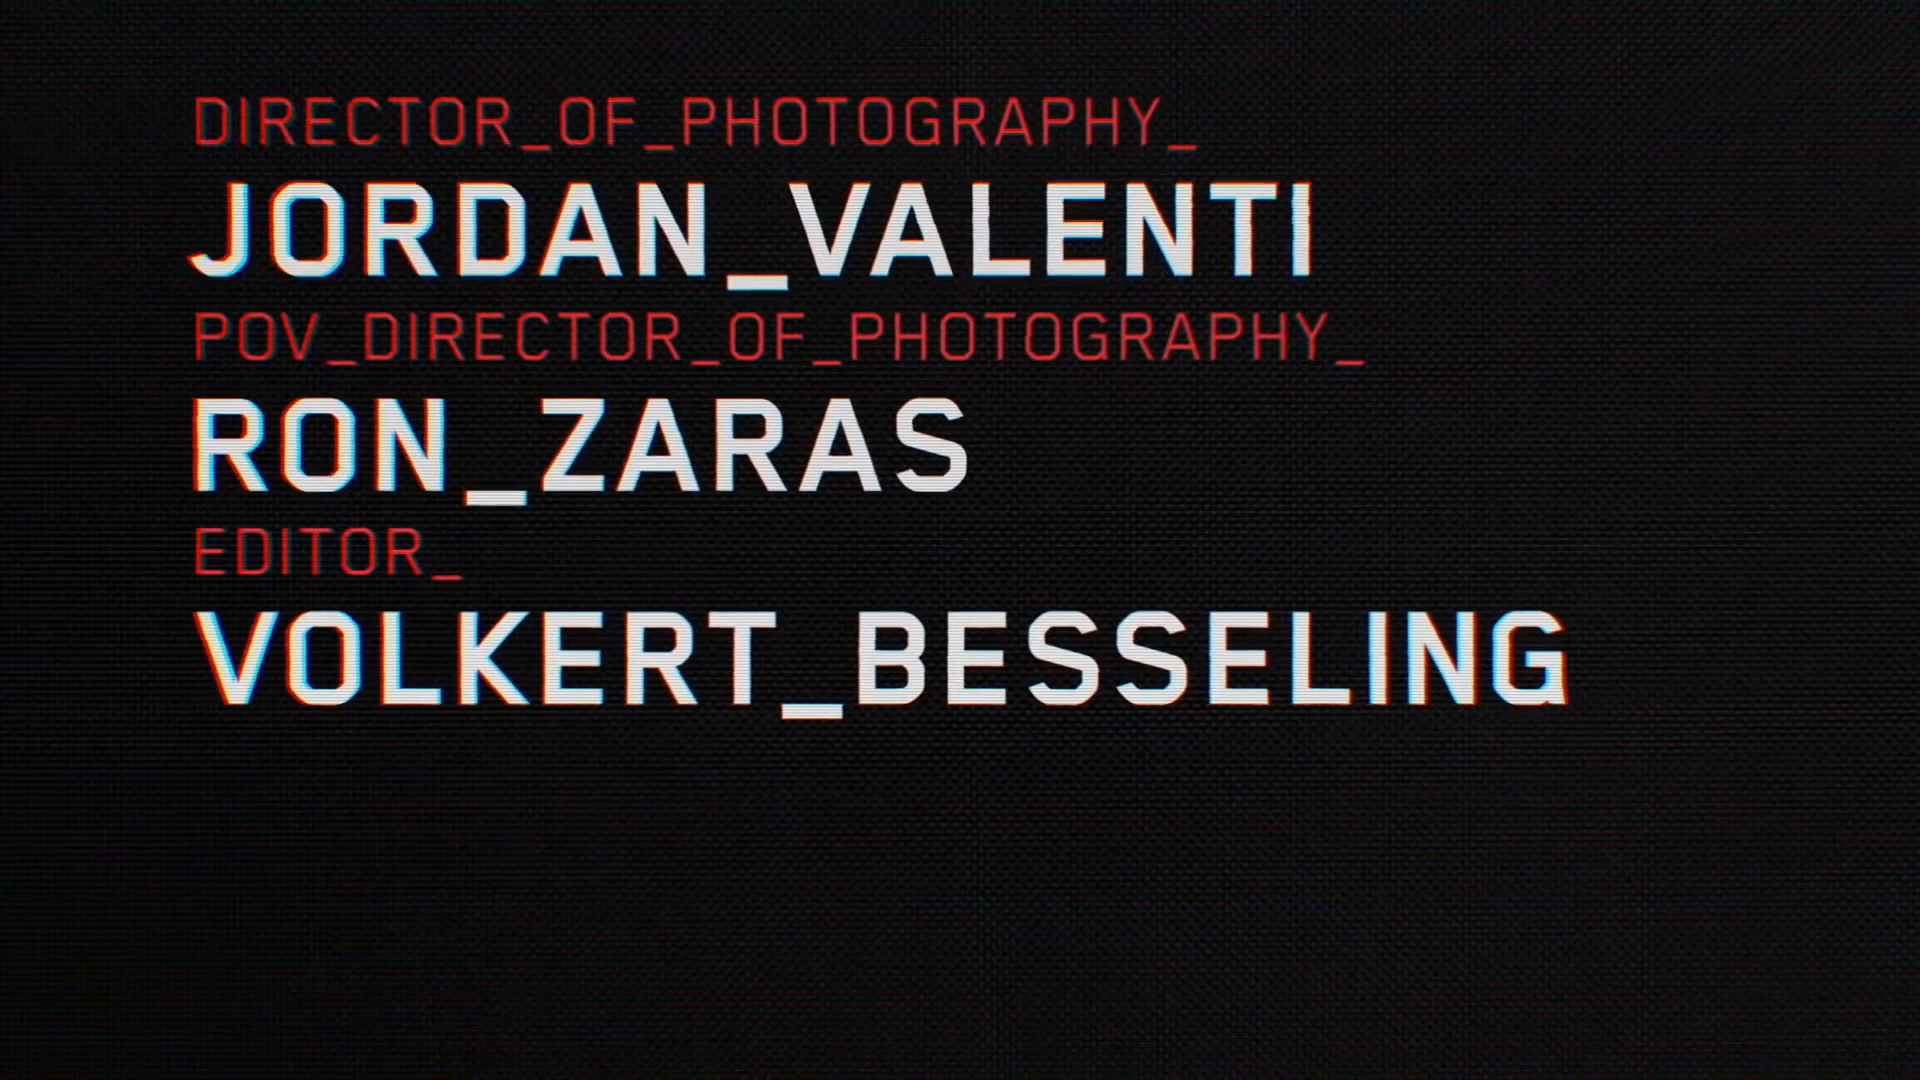 DIRECTOR_OF_PHOTOGRAPHY_
JORDAN_VALENTI
POV_DIRECTOR_OF_PHOTOGRAPHY_
RON_ZARAS
EDITOR_
VOLKERT_BESSELING